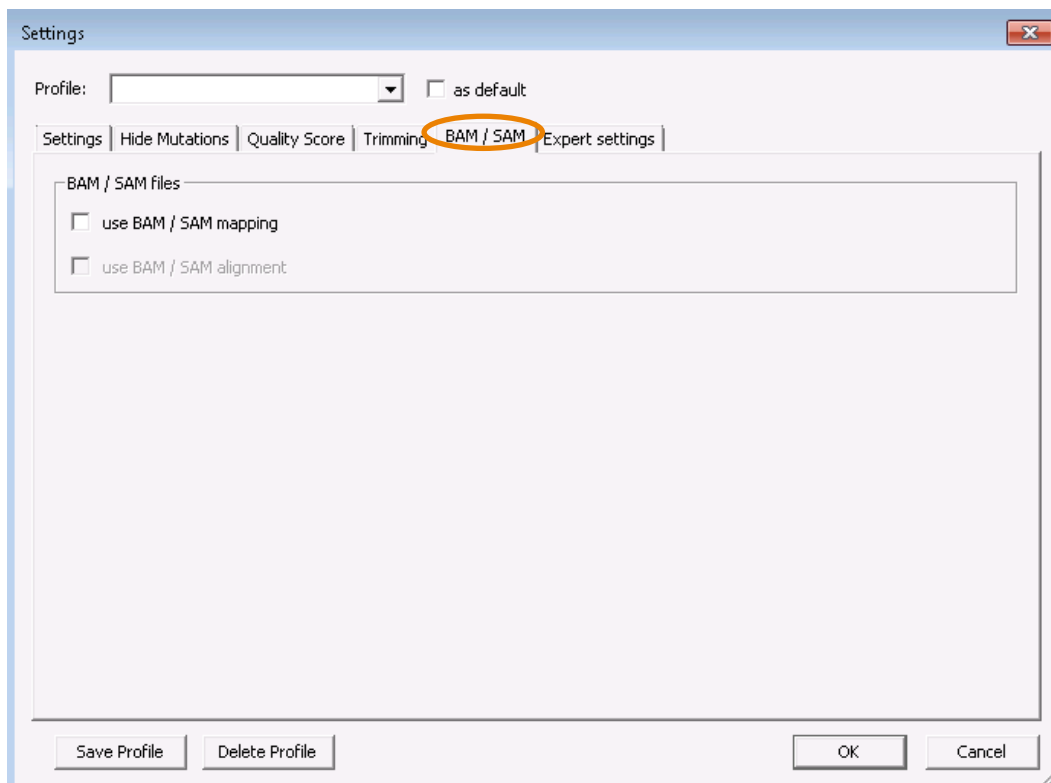 Settings
Profile:
as default
Settings Hide Mutations Quality Score Trimming BAM / SAM Expert settings
BAM / SAM files
use BAM / SAM mapping
use BAM / SAM alignment
Save Profile Delete Profile OK Cancel